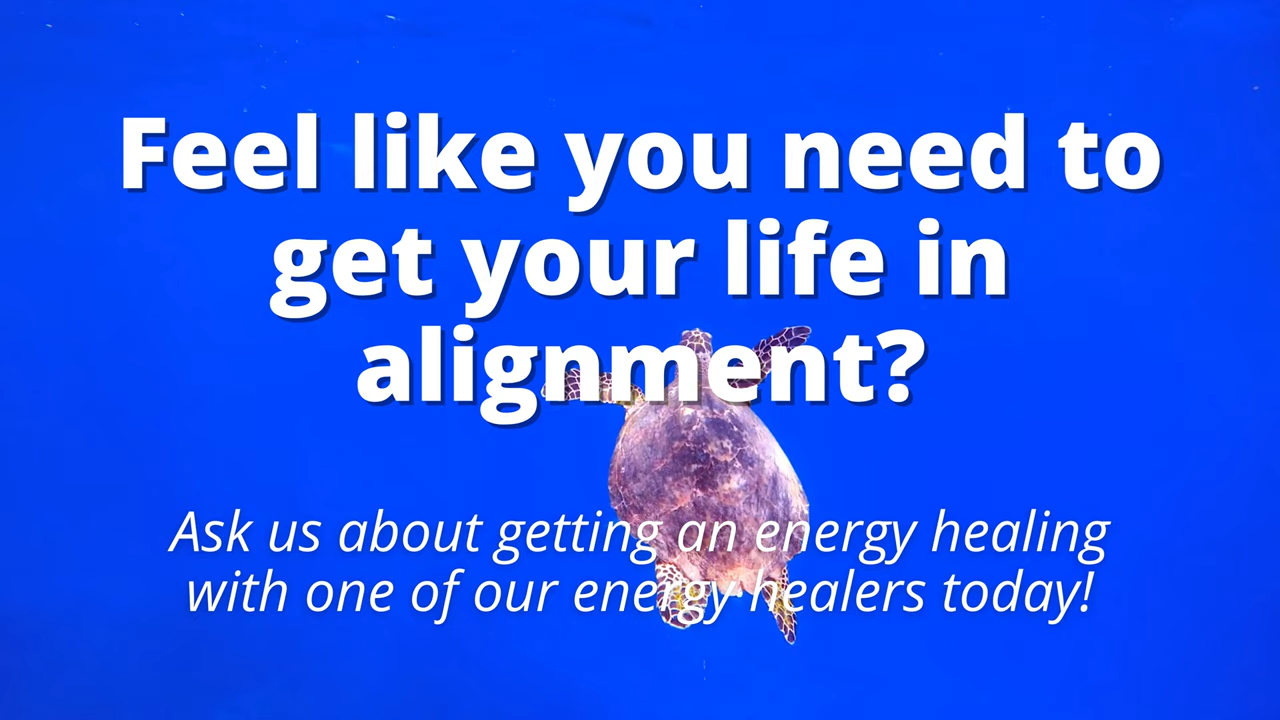 Feel like you need to
get your life in
alignment?
Ask us about getting an energy healing
with one of our energy healers today!